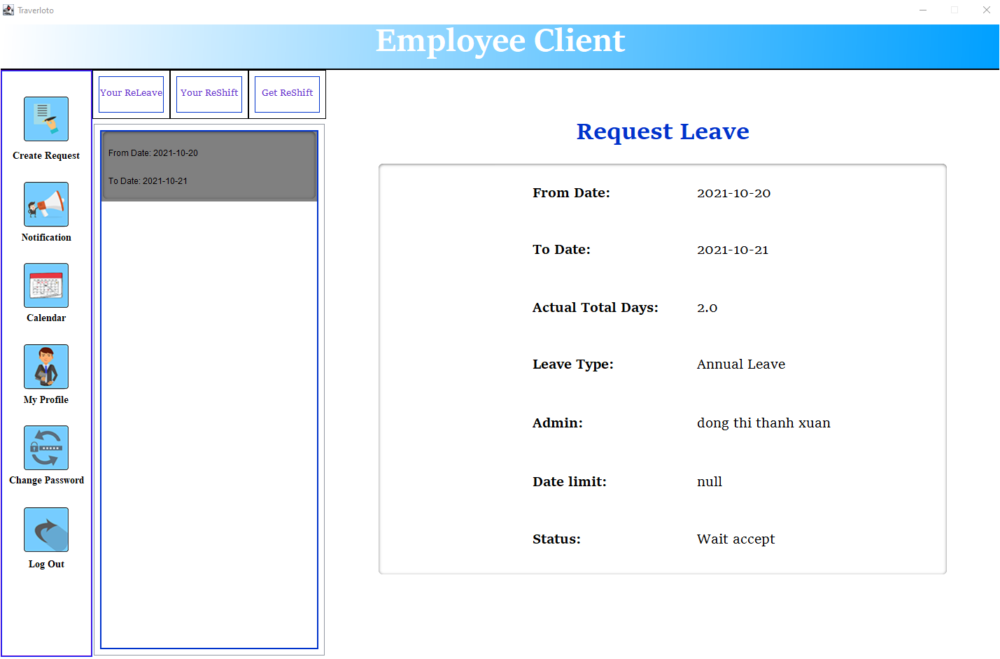 Traverloto
Employee Client
Create Request
Notification
Calendar
My Profile
Change Password
Log Out
Your ReLeave
Your ReShift
Get ReShift
From Date: 2021-10-20
To Date: 2021-10-21
Request Leave
From Date: 2021-10-20
To Date: 2021-10-21
Actual Total Days: 2.0
Leave Type: Annual Leave
Admin: dong thi thanh xuan
Date limit: null
Status: Wait accept